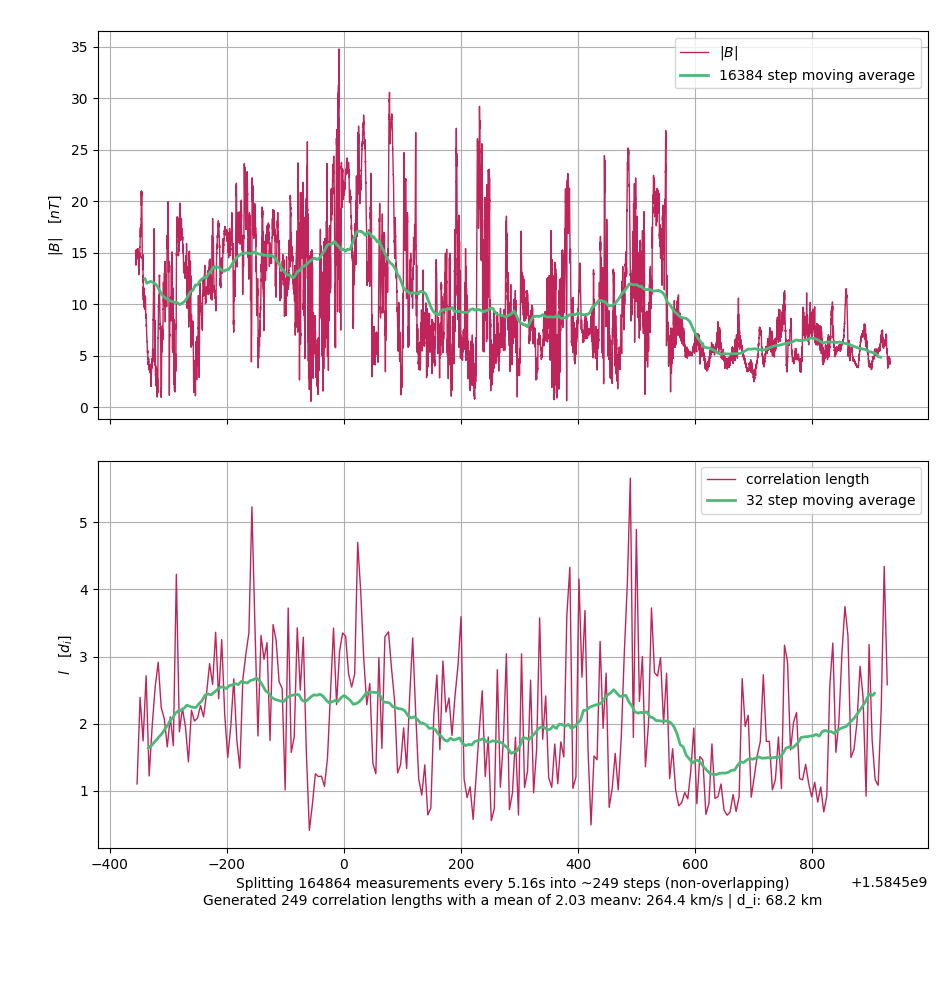 35
30
25
20
15
10
5
0
|B| [nT]
|B|
16384 step moving average
5
4
3
2
1
l [d_i]
correlation length
32 step moving average
−400 −200 0 200 400 600 800
+1.5845e9
Splitting 164864 measurements every 5.16s into ~249 steps (non-overlapping)
Generated 249 correlation lengths with a mean of 2.03 meanv: 264.4 km/s | d_i: 68.2 km